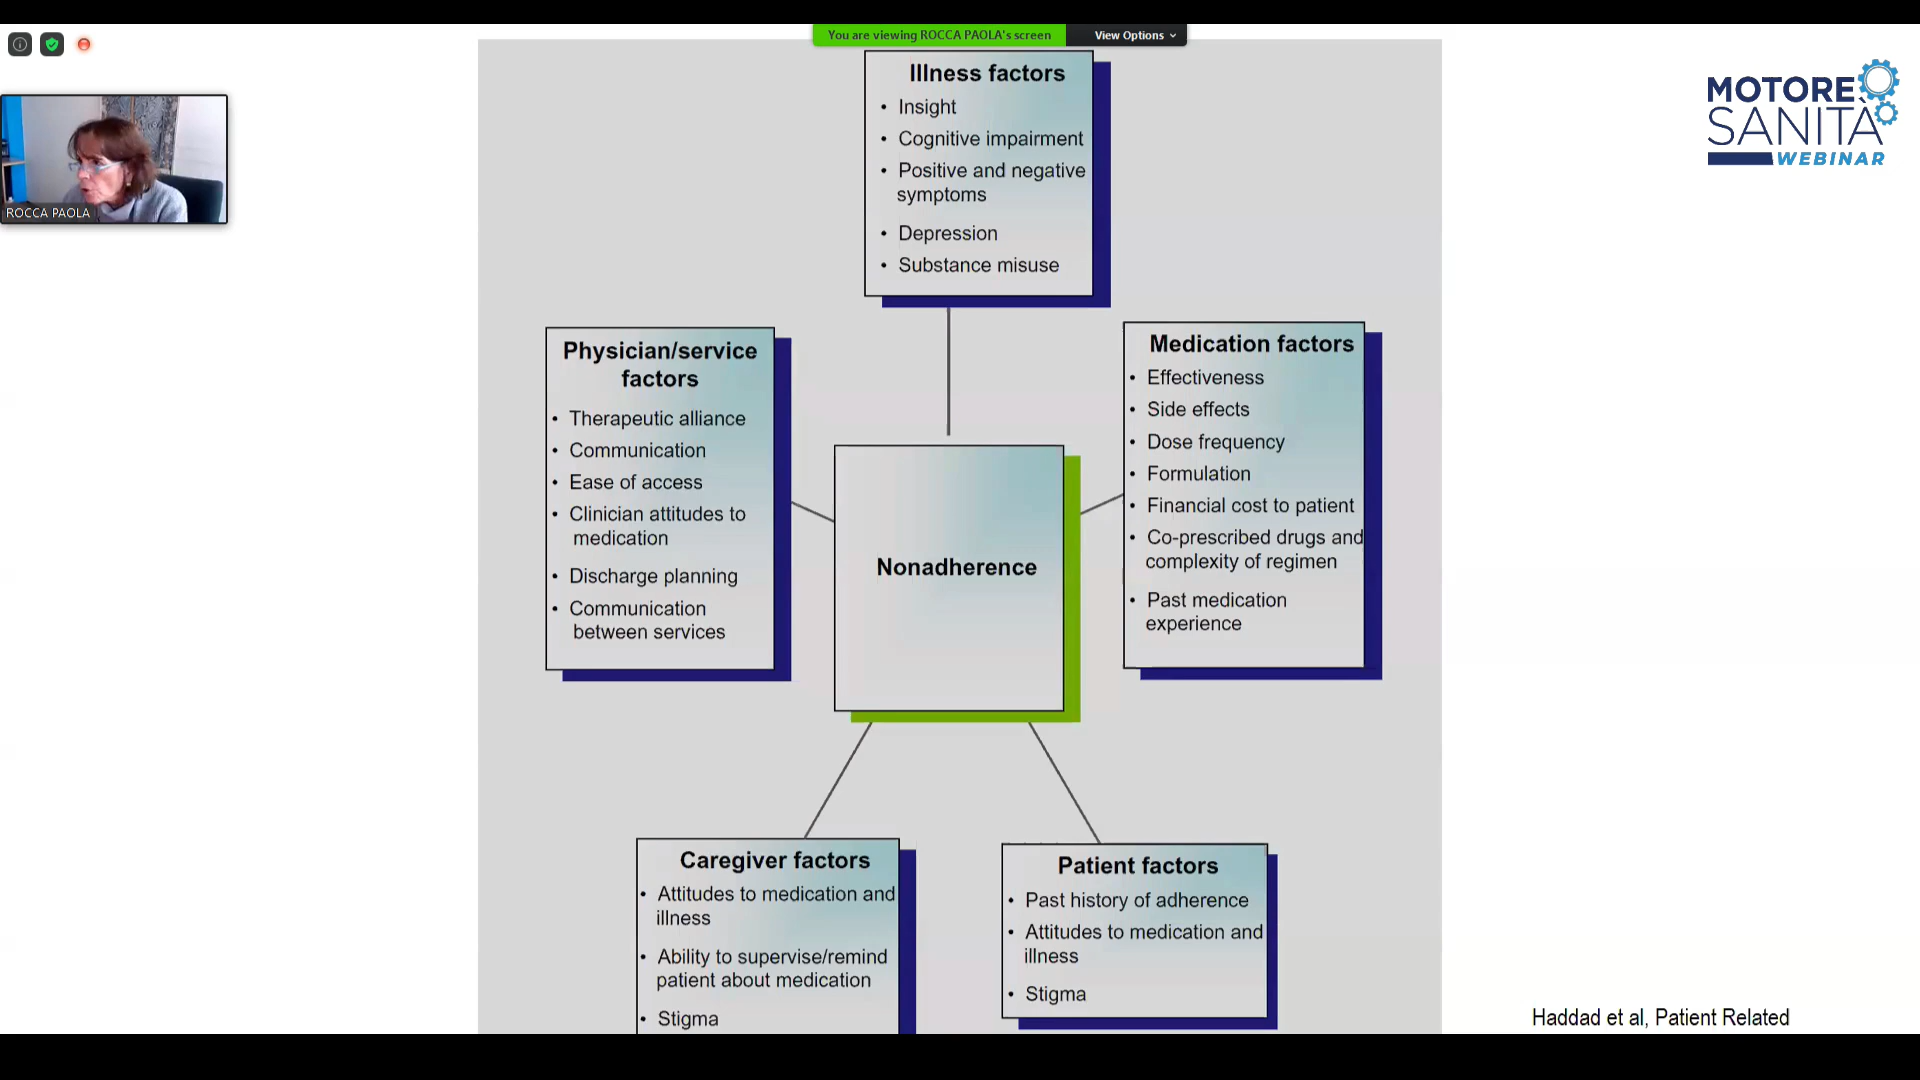 You are viewing ROCCA PAOLA's screen
View Options
MOTORE
SANITÀ
WEBINAR
ROCCA PAOLA
Illness factors
• Insight
• Cognitive impairment
• Positive and negative
symptoms
• Depression
• Substance misuse
Physician/service
factors
• Therapeutic alliance
• Communication
• Ease of access
• Clinician attitudes to
medication
• Discharge planning
• Communication
between services
Nonadherence
Medication factors
• Effectiveness
• Side effects
• Dose frequency
• Formulation
• Financial cost to patient
• Co-prescribed drugs and
complexity of regimen
• Past medication
experience
Caregiver factors
• Attitudes to medication and
illness
• Ability to supervise/remind
patient about medication
• Stigma
Patient factors
• Past history of adherence
• Attitudes to medication and
illness
• Stigma
Haddad et al, Patient Related